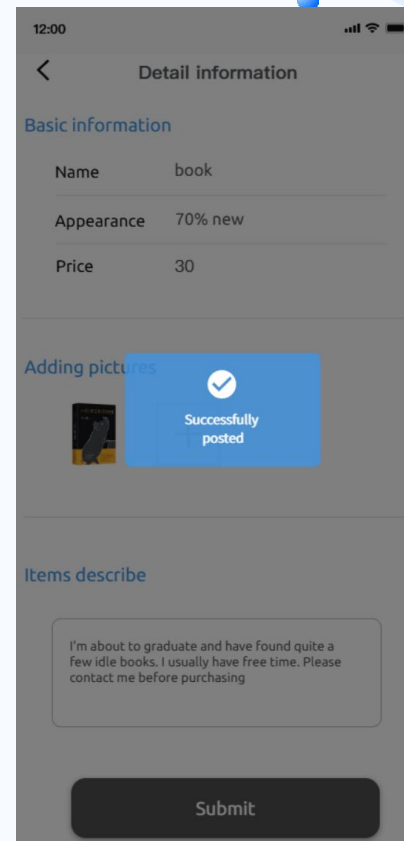 12:00
Detail information
Basic information
Name book
Appearance 70% new
Price 30
Adding pictures
Successfully
posted
Items describe
I'm about to graduate and have found quite a
few idle books. I usually have free time. Please
contact me before purchasing
Submit